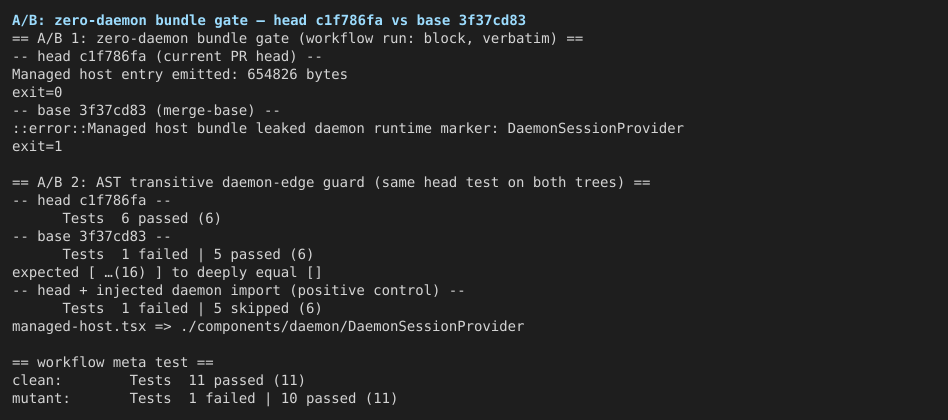 A/B: zero-daemon bundle gate — head c1f786fa vs base 3f37cd83
== A/B 1: zero-daemon bundle gate (workflow run: block, verbatim) ==
-- head c1f786fa (current PR head) --
Managed host entry emitted: 654826 bytes
exit=0
-- base 3f37cd83 (merge-base) --
::error::Managed host bundle leaked daemon runtime marker: DaemonSessionProvider
exit=1
== A/B 2: AST transitive daemon-edge guard (same head test on both trees) ==
-- head c1f786fa --
Tests  6 passed (6)
-- base 3f37cd83 --
Tests  1 failed | 5 passed (6)
expected [ …(16) ] to deeply equal []
-- head + injected daemon import (positive control) --
Tests  1 failed | 5 skipped (6)
managed-host.tsx => ./components/daemon/DaemonSessionProvider
== workflow meta test ==
clean:        Tests  11 passed (11)
mutant:       Tests  1 failed | 10 passed (11)